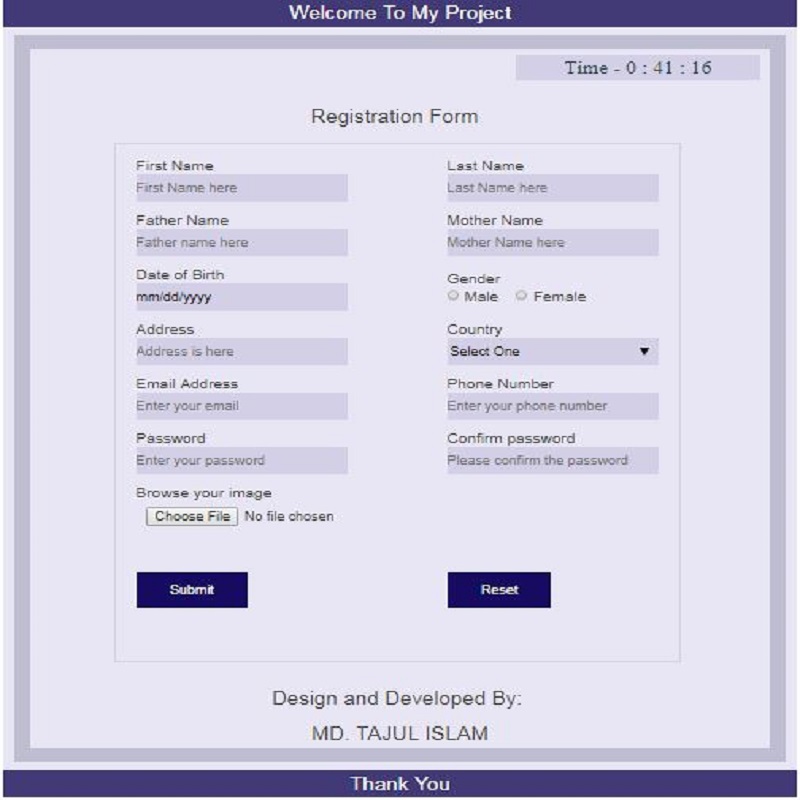 Welcome To My Project
Time - 0 : 41 : 16
Registration Form
First Name
Last Name
First Name here
Last Name here
Father Name
Mother Name
Father name here
Mother Name here
Date of Birth
Gender
mm/dd/yyyy
Male
Female
Address
Country
Address is here
Select One
Email Address
Phone Number
Enter your email
Enter your phone number
Password
Confirm password
Enter your password
Please confirm the password
Browse your image
Choose File No file chosen
Submit
Reset
Design and Developed By:
MD. TAJUL ISLAM
Thank You